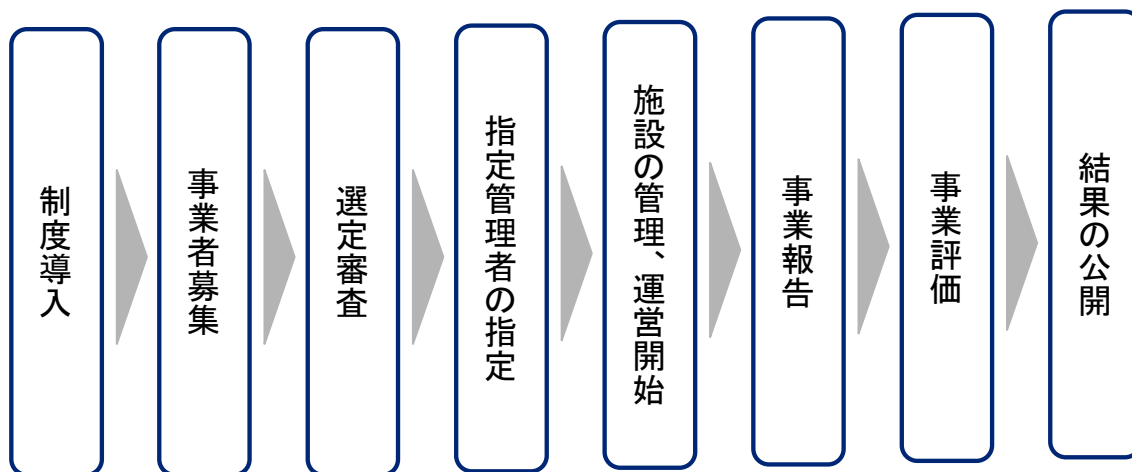 制度導入
事業者募集
選定審査
指定管理者の指定
施設の管理、運営開始
事業報告
事業評価
結果の公開